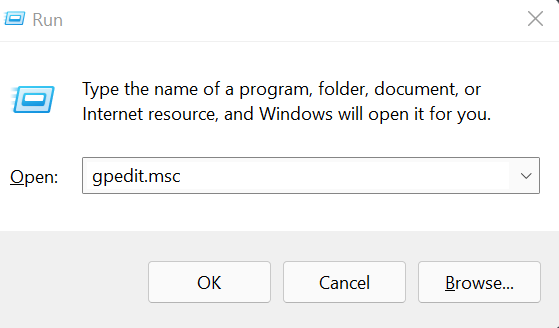 Run
Type the name of a program, folder, document, or
Internet resource, and Windows will open it for you.
Open:
gpedit.msc
OK
Cancel
Browse...